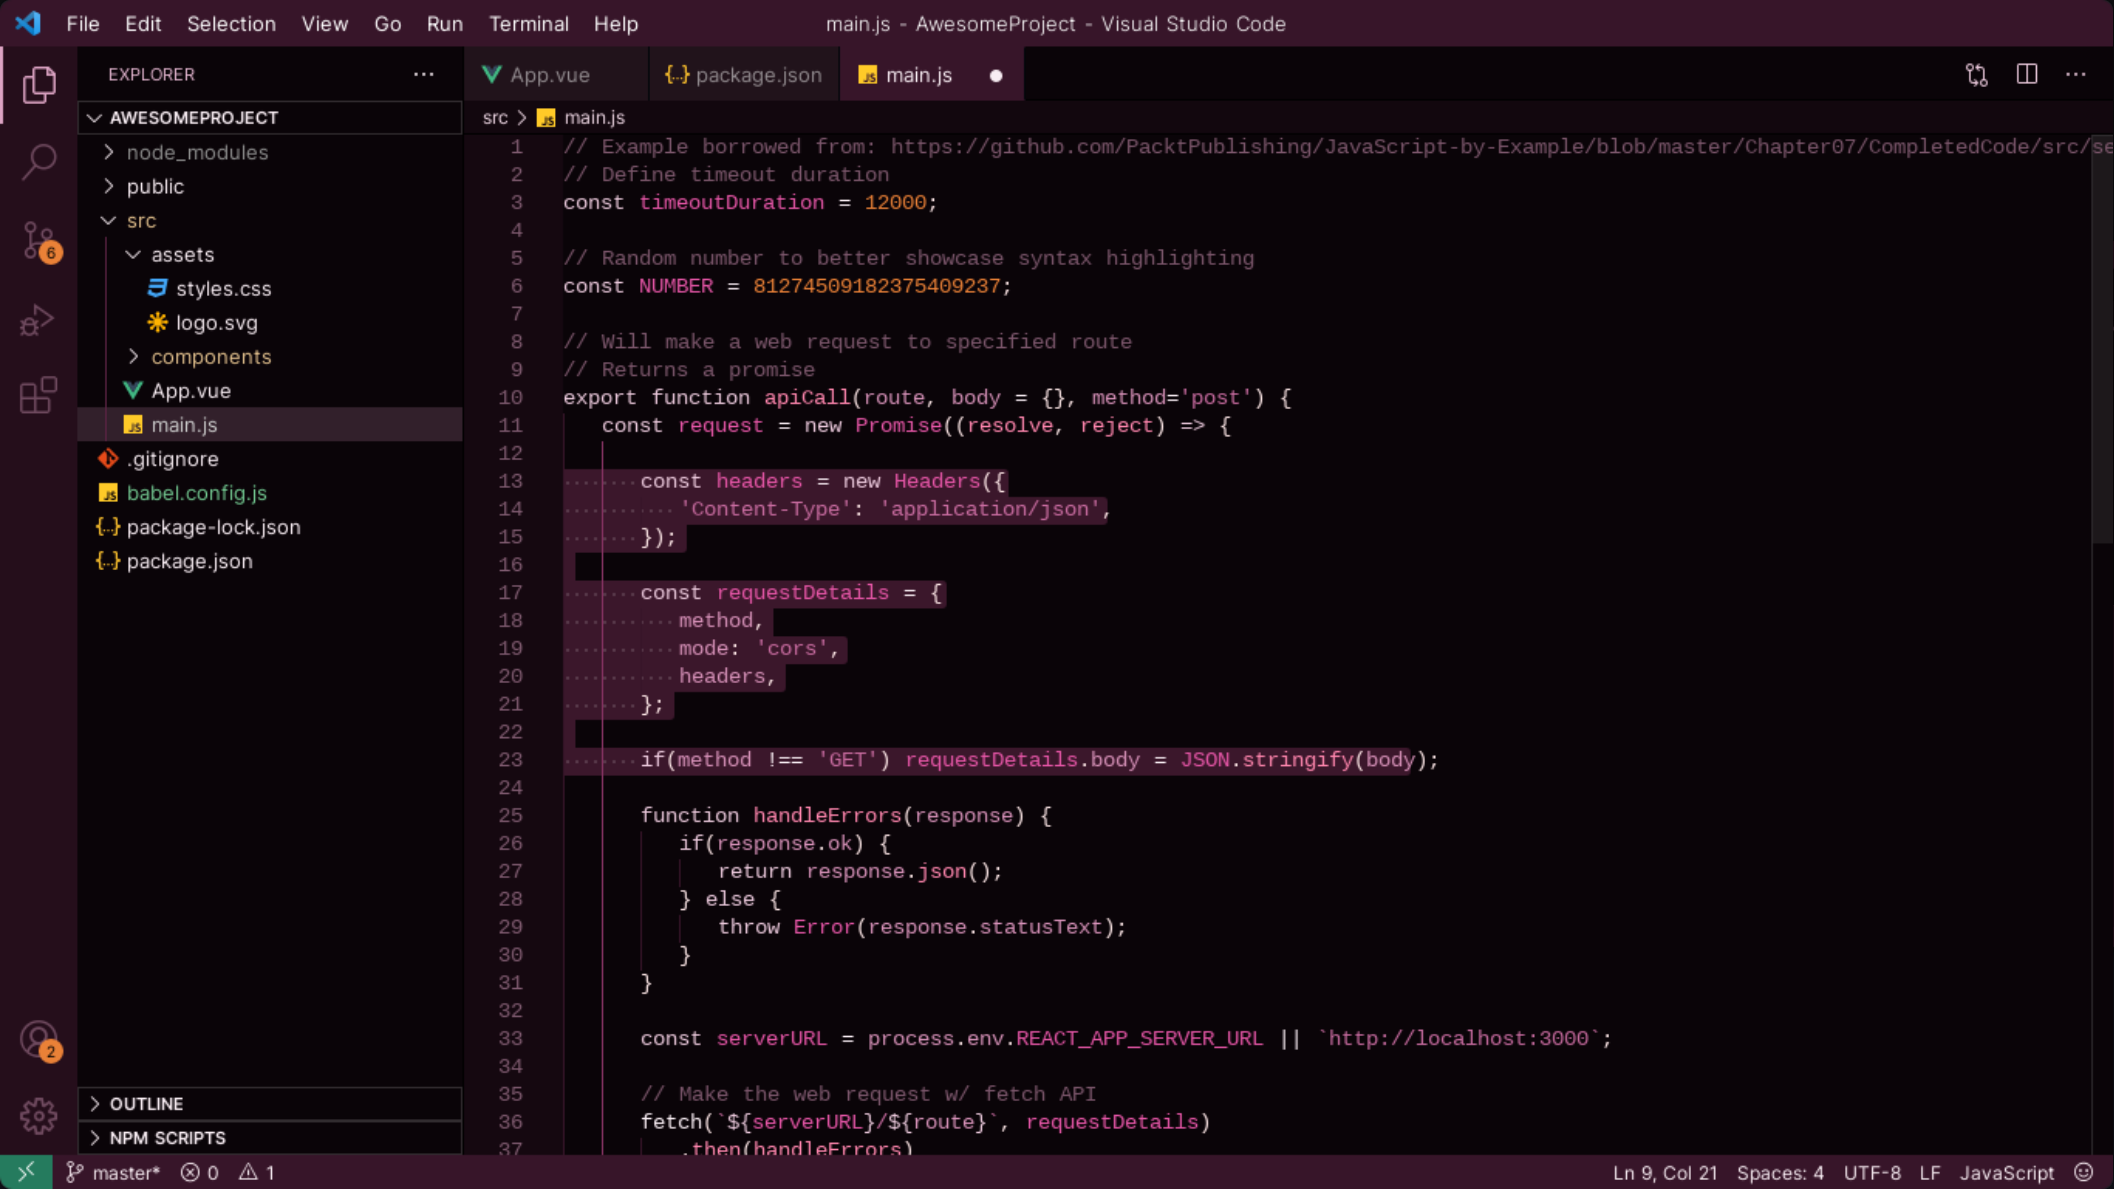 File Edit Selection View Go Run Terminal Help
main.js - AwesomeProject - Visual Studio Code
EXPLORER
AWESOMEPROJECT
node_modules
public
src
assets
styles.css
logo.svg
components
App.vue
JS main.js
.gitignore
JS babel.config.js
{..} package-lock.json
{..} package.json
OUTLINE
NPM SCRIPTS
6
2
App.vue
{..} package.json
JS main.js
src > JS main.js
1 // Example borrowed from: https://github.com/PacktPublishing/JavaScript-by-Example/blob/master/Chapter07/CompletedCode/src/se
2 // Define timeout duration
3 const timeoutDuration = 12000;
4
5 // Random number to better showcase syntax highlighting
6 const NUMBER = 81274509182375409237;
7
8 // Will make a web request to specified route
9 // Returns a promise
10 export function apiCall(route, body = {}, method='post') {
11 const request = new Promise((resolve, reject) => {
12
13 const headers = new Headers({
14 'Content-Type': 'application/json',
15 });
16
17 const requestDetails = {
18 method,
19 mode: 'cors',
20 headers,
21 };
22
23 if(method !== 'GET') requestDetails.body = JSON.stringify(body);
24
25 function handleErrors(response) {
26 if(response.ok) {
27 return response.json();
28 } else {
29 throw Error(response.statusText);
30 }
31 }
32
33 const serverURL = process.env.REACT_APP_SERVER_URL || `http://localhost:3000`;
34
35 // Make the web request w/ fetch API
36 fetch(`${serverURL}/${route}`, requestDetails)
37 .then(handleErrors)
master* 0 1
Ln 9, Col 21 Spaces: 4 UTF-8 LF JavaScript